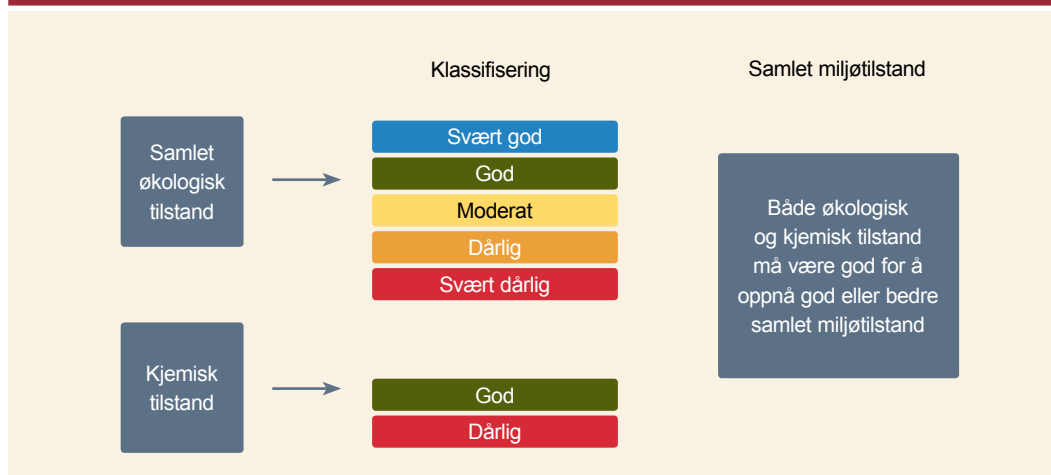 Klassifisering
Samlet miljøtilstand
Samlet
økologisk
tilstand
Svært god
God
Moderat
Dårlig
Svært dårlig
Både økologisk
og kjemisk tilstand
må være god for å
oppnå god eller bedre
samlet miljøtilstand
Kjemisk
tilstand
God
Dårlig